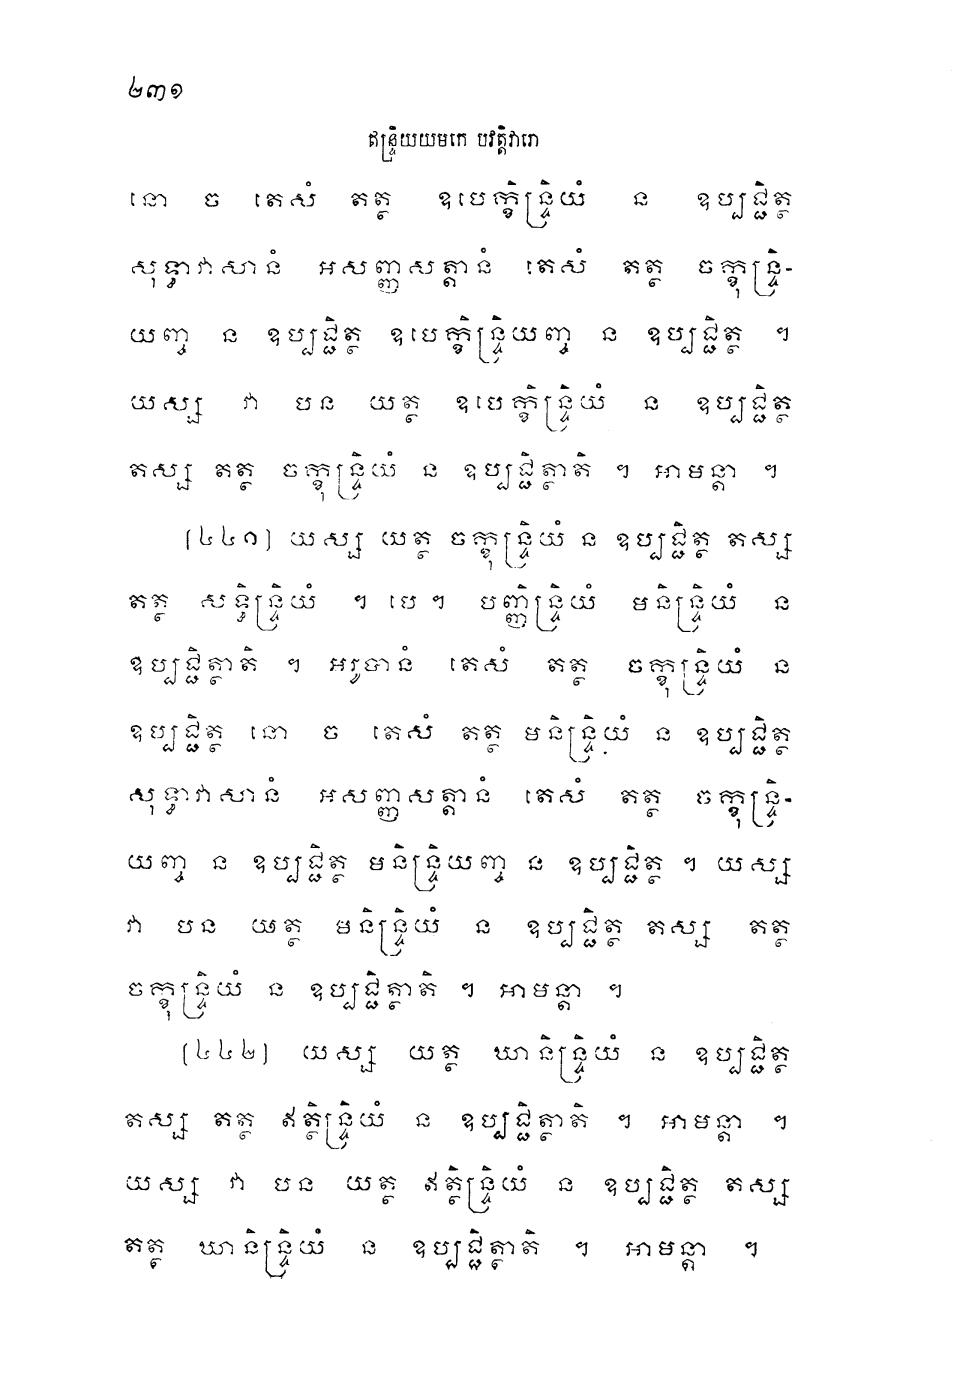 ២៣១
ឥន្ទ្រិយយមកេ បវត្តិវារោ
នោ ច តេសំ តត្ថ ឧបេក្ខិន្ទ្រិយំ ន ឧប្បជ្ជិត្ថ
សុទ្ធាវាសានំ អសញ្ញសត្តានំ តេសំ តត្ថ ចក្ខុន្ទ្រិ-
យញ្ច ន ឧប្បជ្ជិត្ថ ឧបេក្ខិន្ទ្រិយញ្ច ន ឧប្បជ្ជិត្ថ ។
យស្ស វា បន យត្ថ ឧបេក្ខិន្ទ្រិយំ ន ឧប្បជ្ជិត្ថ
តស្ស តត្ថ ចក្ខុន្ទ្រិយំ ន ឧប្បជ្ជិត្ថាតិ ។ អាមន្តា ។
(៤៤១) យស្ស យត្ថ ចក្ខុន្ទ្រិយំ ន ឧប្បជ្ជិត្ថ តស្ស
តត្ថ សទ្ធិន្ទ្រិយំ ។ បេ។ បញ្ញិន្ទ្រិយំ មនិន្ទ្រិយំ ន
ឧប្បជ្ជិត្ថាតិ ។ អរូបានំ តេសំ តត្ថ ចក្ខុន្ទ្រិយំ ន
ឧប្បជ្ជិត្ថ នោ ច តេសំ តត្ថ មនិន្ទ្រិយំ ន ឧប្បជ្ជិត្ថ
សុទ្ធាវាសានំ អសញ្ញសត្តានំ តេសំ តត្ថ ចក្ខុន្ទ្រិ-
យញ្ច ន ឧប្បជ្ជិត្ថ មនិន្ទ្រិយញ្ច ន ឧប្បជ្ជិត្ថ ។ យស្ស
វា បន យត្ថ មនិន្ទ្រិយំ ន ឧប្បជ្ជិត្ថ តស្ស តត្ថ
ចក្ខុន្ទ្រិយំ ន ឧប្បជ្ជិត្ថាតិ ។ អាមន្តា ។
(៤៤២) យស្ស យត្ថ ឃានិន្ទ្រិយំ ន ឧប្បជ្ជិត្ថ
តស្ស តត្ថ ឥត្ថិន្ទ្រិយំ ន ឧប្បជ្ជិត្ថាតិ ។ អាមន្តា ។
យស្ស វា បន យត្ថ ឥត្ថិន្ទ្រិយំ ន ឧប្បជ្ជិត្ថ តស្ស
តត្ថ ឃានិន្ទ្រិយំ ន ឧប្បជ្ជិត្ថាតិ ។ អាមន្តា ។